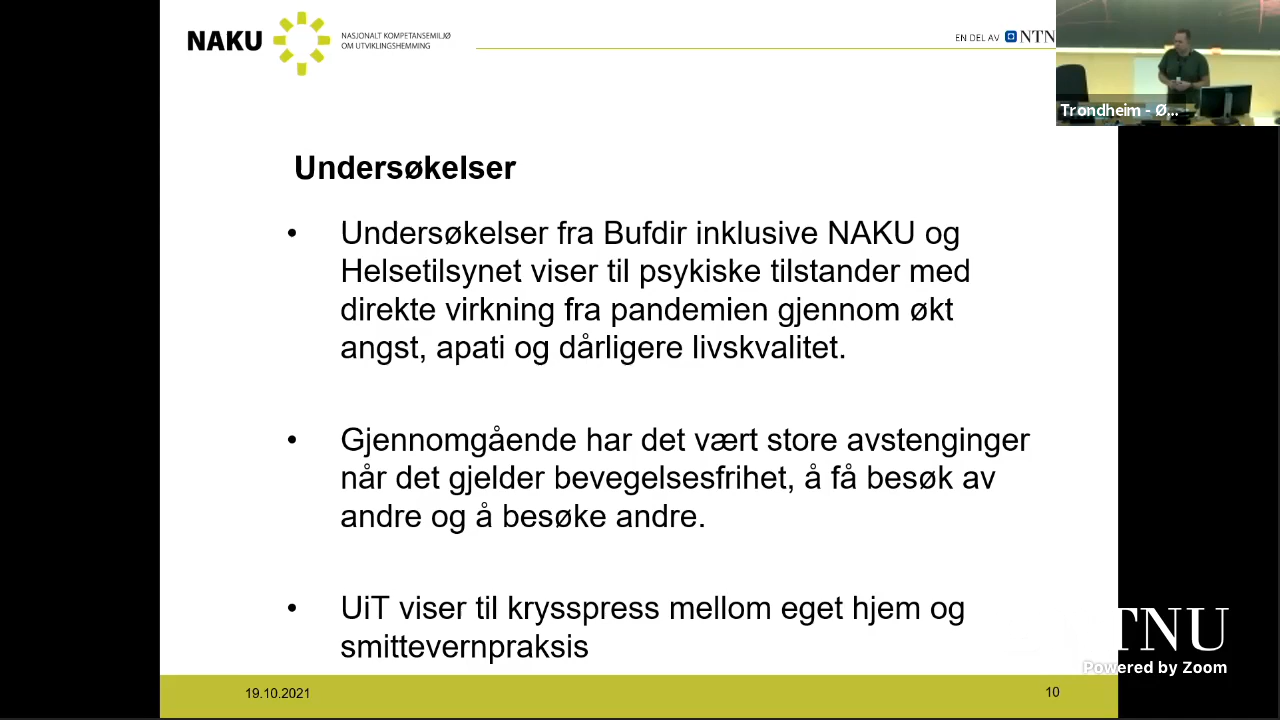 NAKU
NASJONALT KOMPETANSEMILJØ
OM UTVIKLINGSHEMMING
EN DEL AV NTN
Trondheim - Ø...
Undersøkelser
• Undersøkelser fra Bufdir inklusive NAKU og
Helsetilsynet viser til psykiske tilstander med
direkte virkning fra pandemien gjennom økt
angst, apati og dårligere livskvalitet.
• Gjennomgående har det vært store avstenginger
når det gjelder bevegelsesfrihet, å få besøk av
andre og å besøke andre.
• UiT viser til krysspress mellom eget hjem og
smittevernpraksis
NTNU
Powered by Zoom
19.10.2021
10